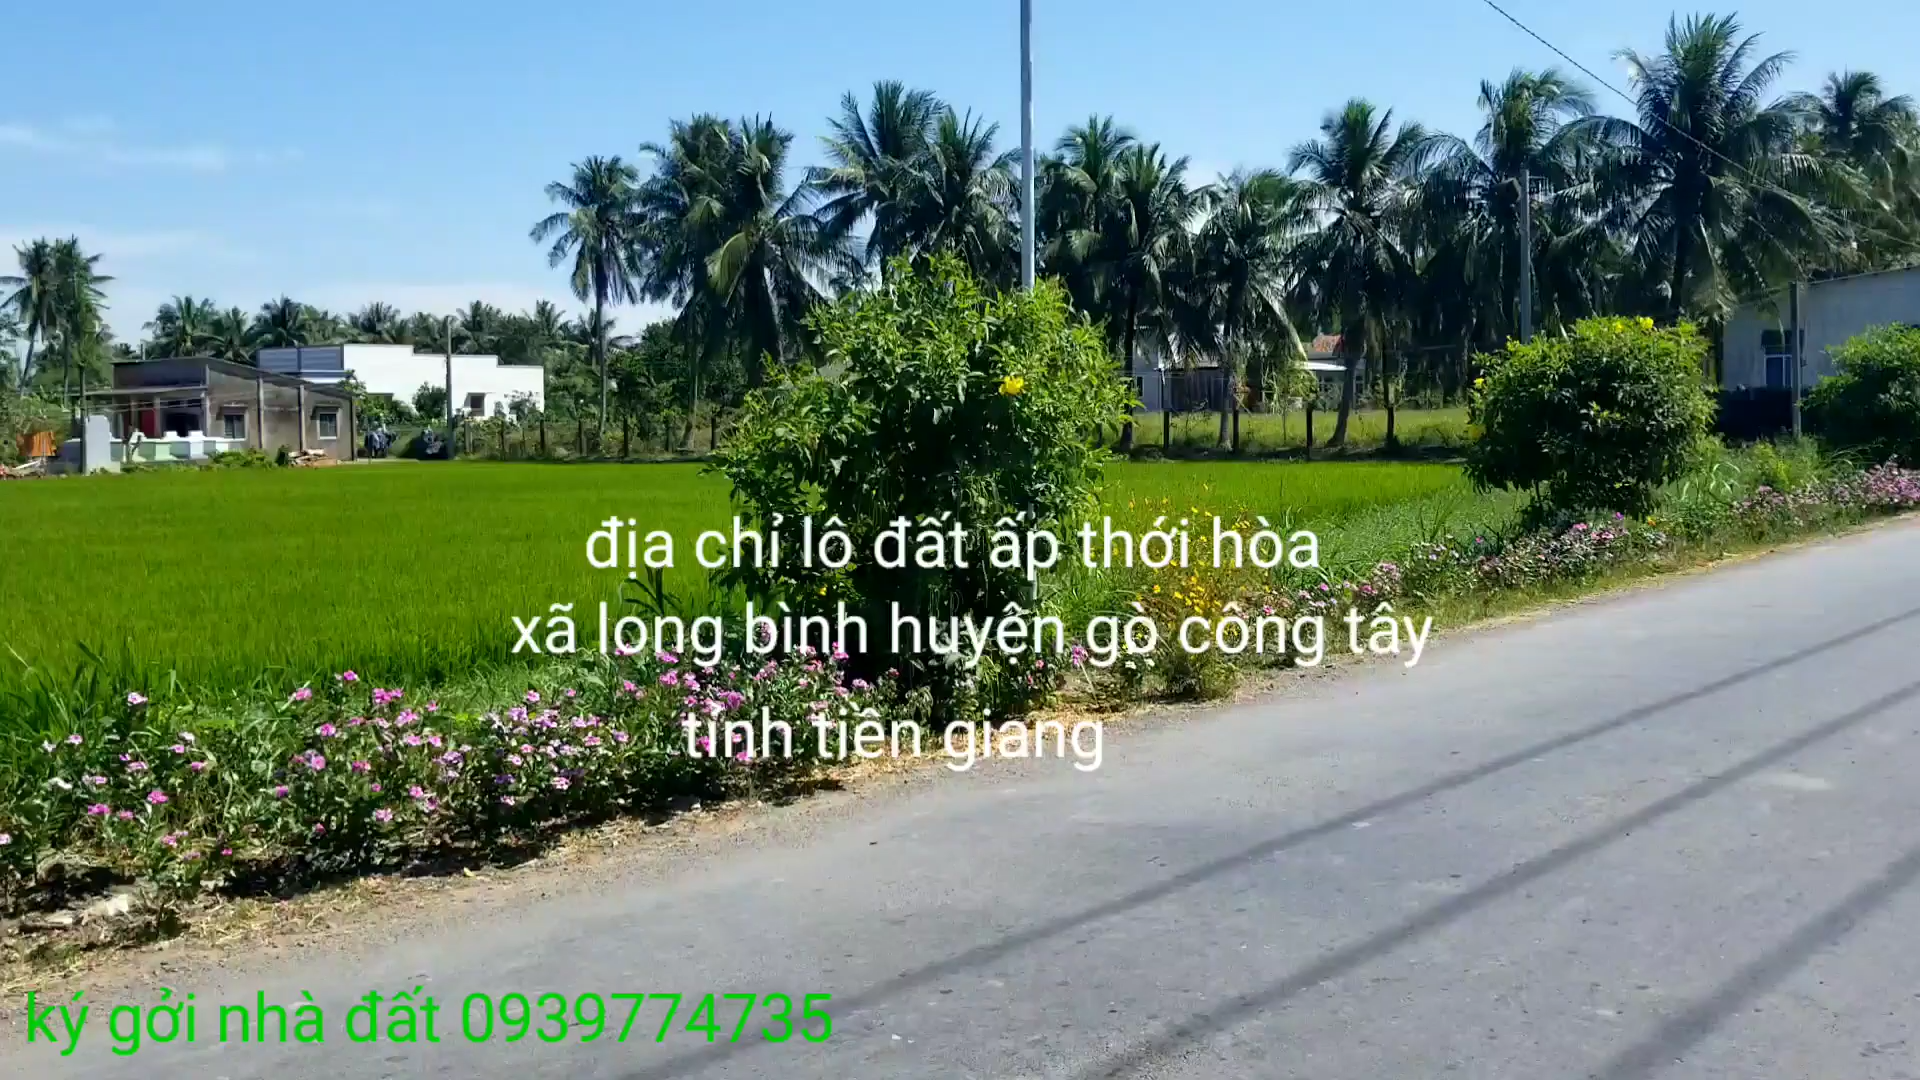 địa chỉ lô đất ấp thới hòa
xã long bình huyện gò công tây
tỉnh tiền giang
ký gởi nhà đất 0939774735